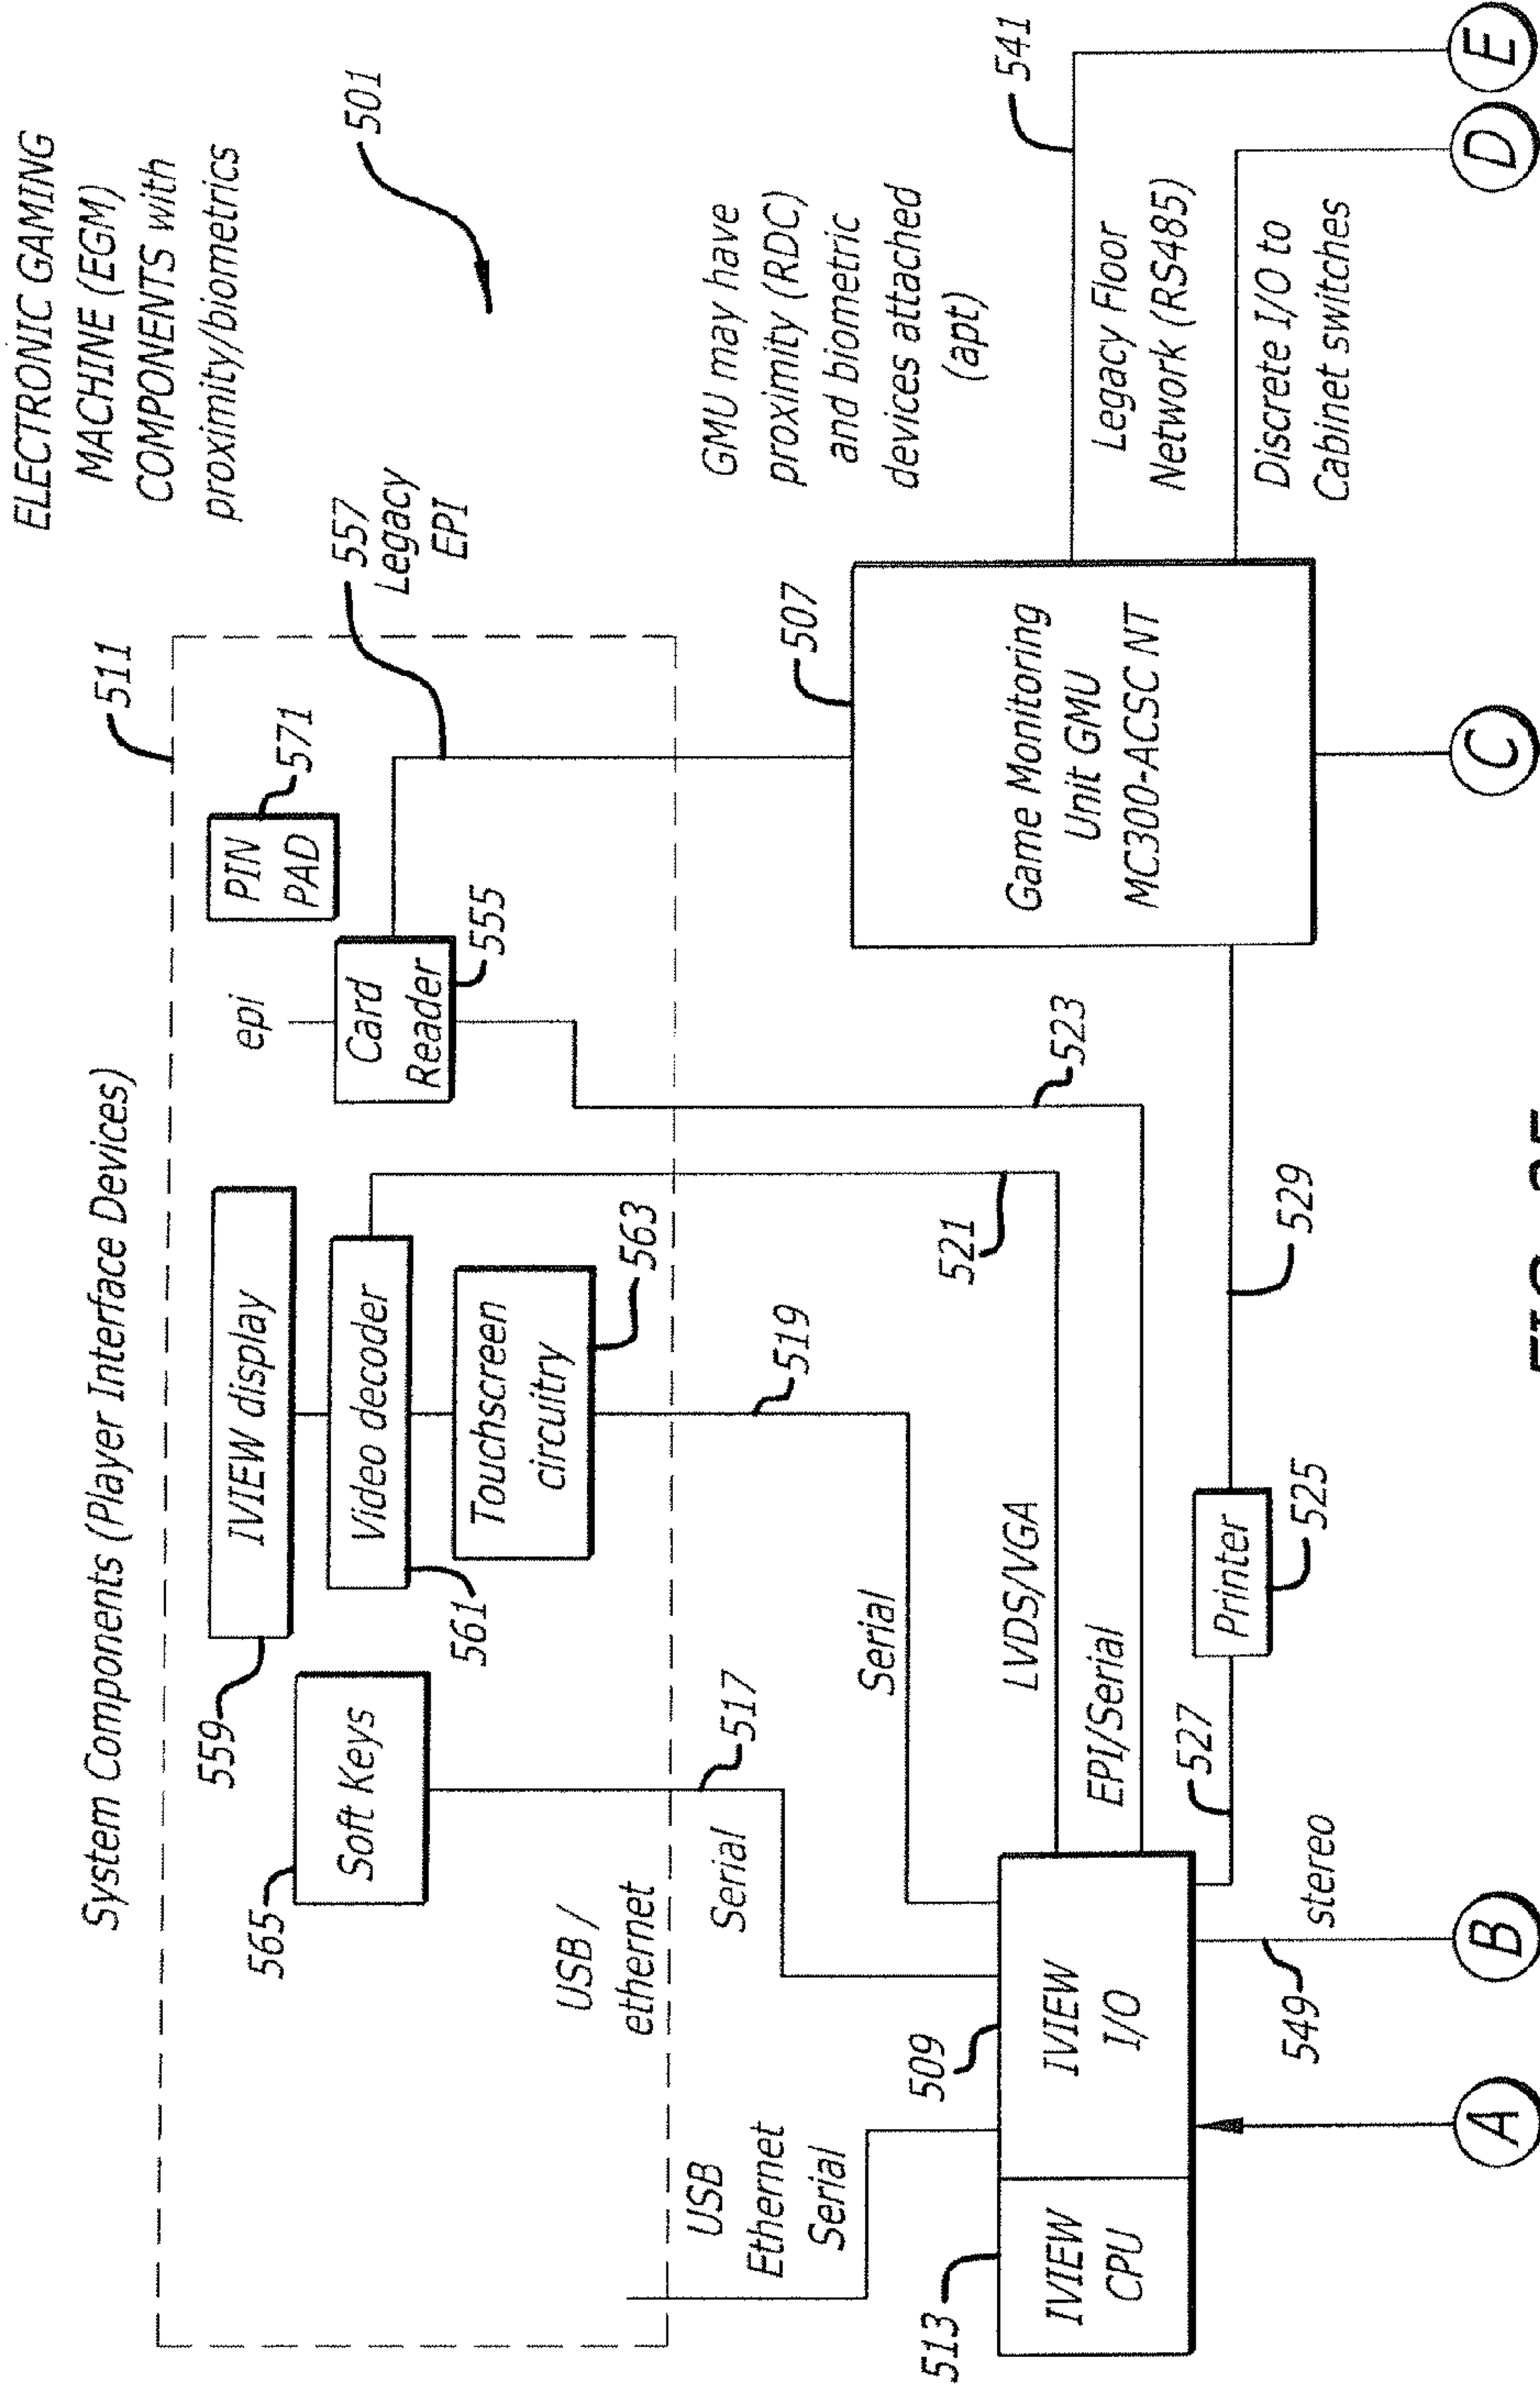 ELECTRONIC GAMING
MACHINE (EGM)
COMPONENTS with
proximity/biometrics
501
System Components (Player Interface Devices)
511
559
IVIEW display
PIN
PAD
571
epi
557
Legacy
EPI
565
Soft Keys
Video decoder
561
Card
Reader
555
Touchscreen
circuitry
563
USB /
ethernet
USB
Ethernet
Serial
Serial
517
519
Serial
GMU may have
proximity (RDC)
and biometric
devices attached
(apt)
507
Game Monitoring
Unit GMU
MC300-ACSC NT
521
523
541
LVDS/VGA
EPI/Serial
Legacy Floor
Network (RS485)
Discrete I/O to
Cabinet switches
513
IVIEW
CPU
509
IVIEW
I/O
527
Printer
525
529
549
stereo
A
B
C
D
E